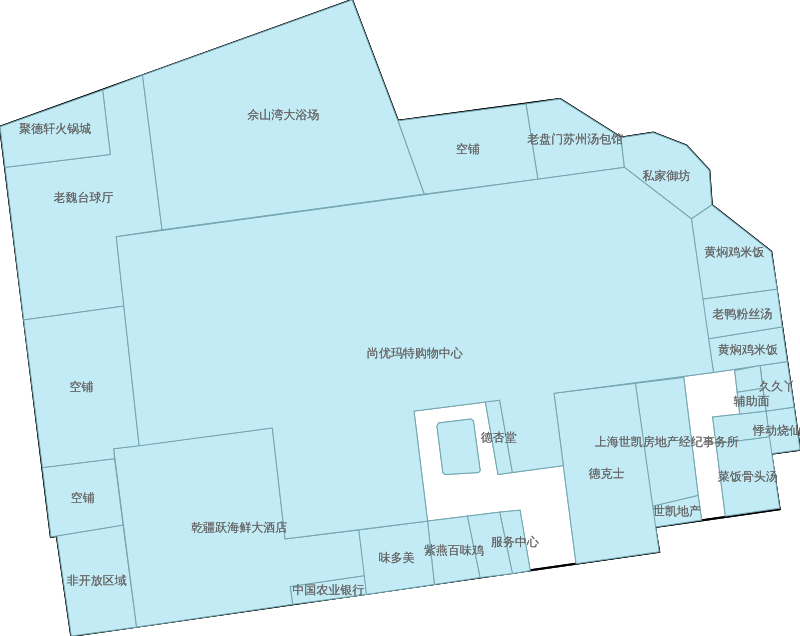 佘山湾大浴场
聚德轩火锅城
老盘门苏州汤包馆
空铺
私家御坊
老魏台球厅
黄焖鸡米饭
老鸭粉丝汤
黄焖鸡米饭
尚优玛特购物中心
空铺
久久丫
辅助面
德杏堂
上海世凯房地产经纪事务所
悸动烧仙
德克士
菜饭骨头汤
空铺
世凯地产
乾疆跃海鲜大酒店
服务中心
紫燕百味鸡
味多美
非开放区域
中国农业银行